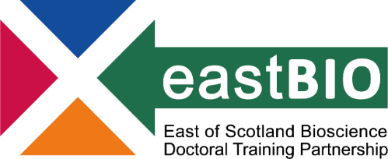 eastBIO
East of Scotland Bioscience
Doctoral Training Partnership